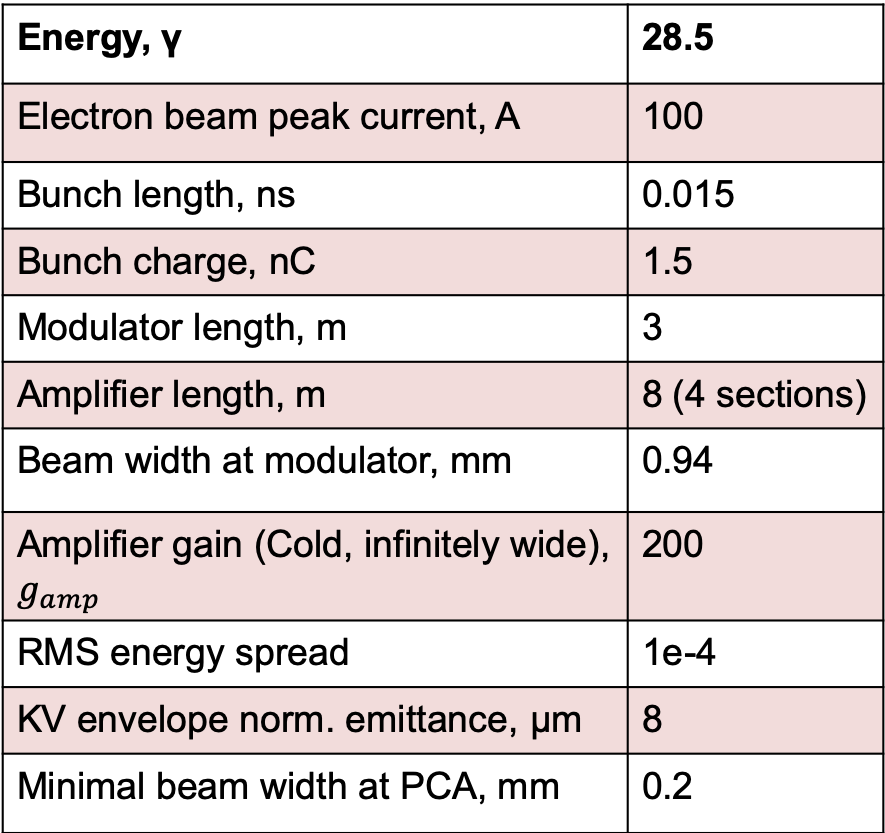 Energy, γ 28.5
Electron beam peak current, A 100
Bunch length, ns 0.015
Bunch charge, nC 1.5
Modulator length, m 3
Amplifier length, m 8 (4 sections)
Beam width at modulator, mm 0.94
Amplifier gain (Cold, infinitely wide), 200
g_amp
RMS energy spread 1e-4
KV envelope norm. emittance, μm 8
Minimal beam width at PCA, mm 0.2